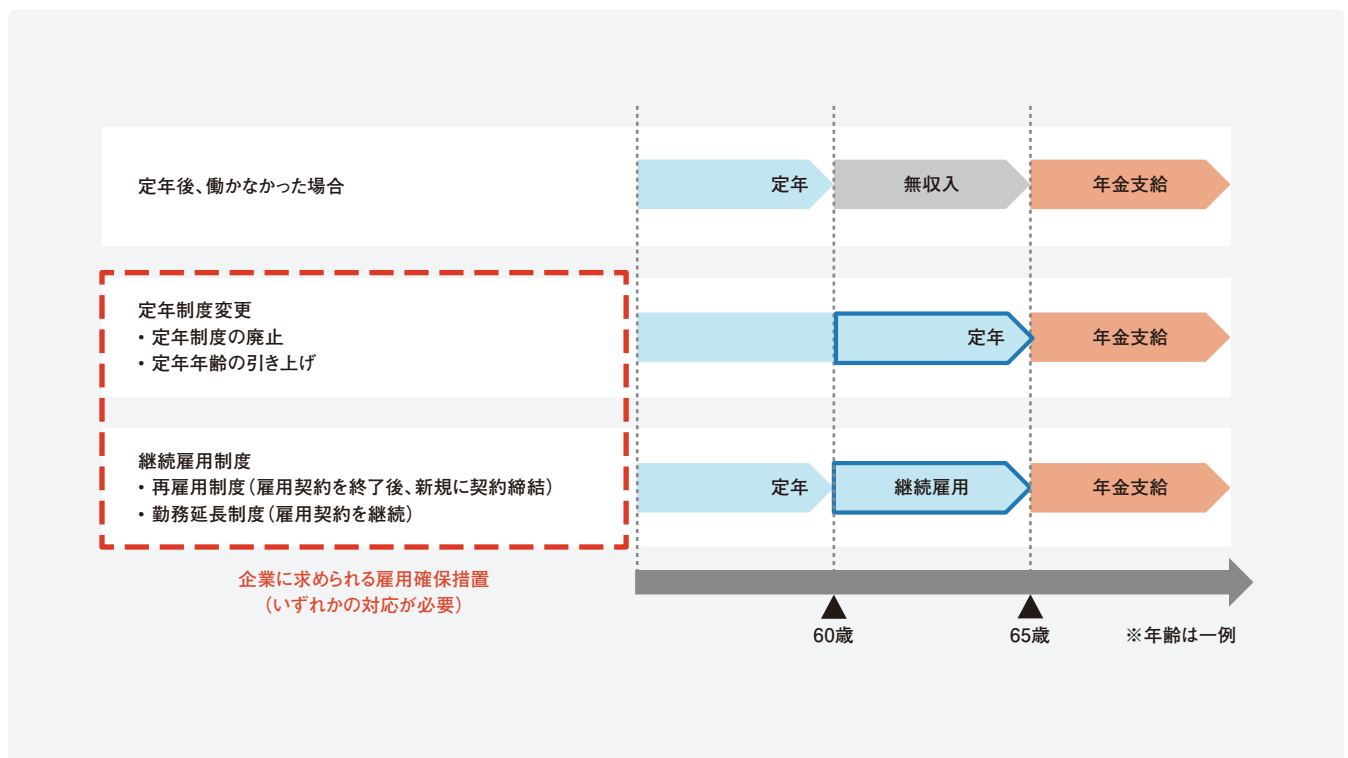 定年後、働かなかった場合
定年
無収入
年金支給
定年制度変更
・定年制度の廃止
・定年年齢の引き上げ
定年
年金支給
継続雇用制度
・再雇用制度（雇用契約を終了後、新規に契約締結）
・勤務延長制度（雇用契約を継続）
定年
継続雇用
年金支給
企業に求められる雇用確保措置
（いずれかの対応が必要）
60歳
65歳
※年齢は一例